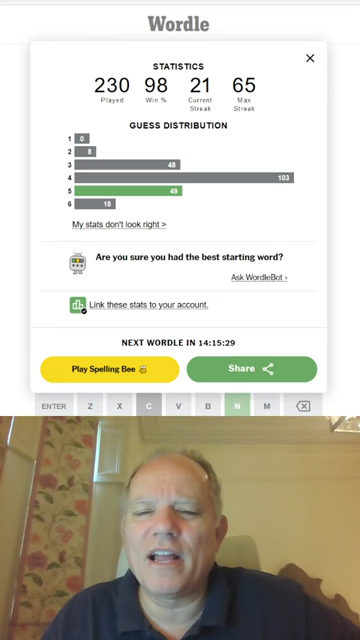 Wordle
STATISTICS
230 98 21 65
Played Win % Current Streak Max Streak
GUESS DISTRIBUTION
1 0
2 8
3 48
4 103
5 49
6 18
My stats don't look right >
Are you sure you had the best starting word?
Ask WordleBot ›
Link these stats to your account.
NEXT WORDLE IN 14:15:29
Play Spelling Bee
Share
ENTER Z X C V B N M